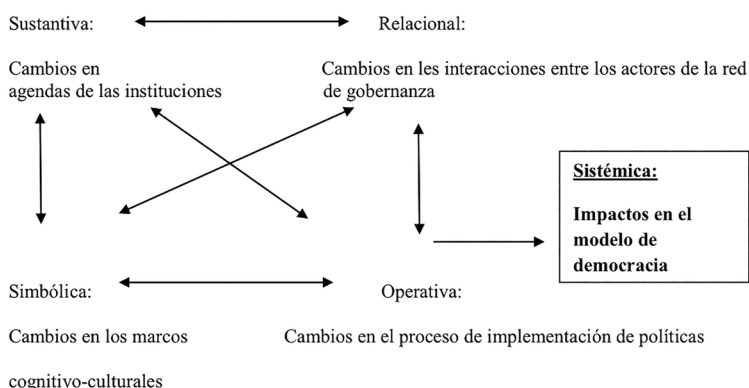 Sustantiva:
Relacional:
Cambios en
agendas de las instituciones
Cambios en les interacciones entre los actores de la red
de gobernanza
Sistémica:
Impactos en el
modelo de
democracia
Simbólica:
Operativa:
Cambios en los marcos
cognitivo-culturales
Cambios en el proceso de implementación de políticas